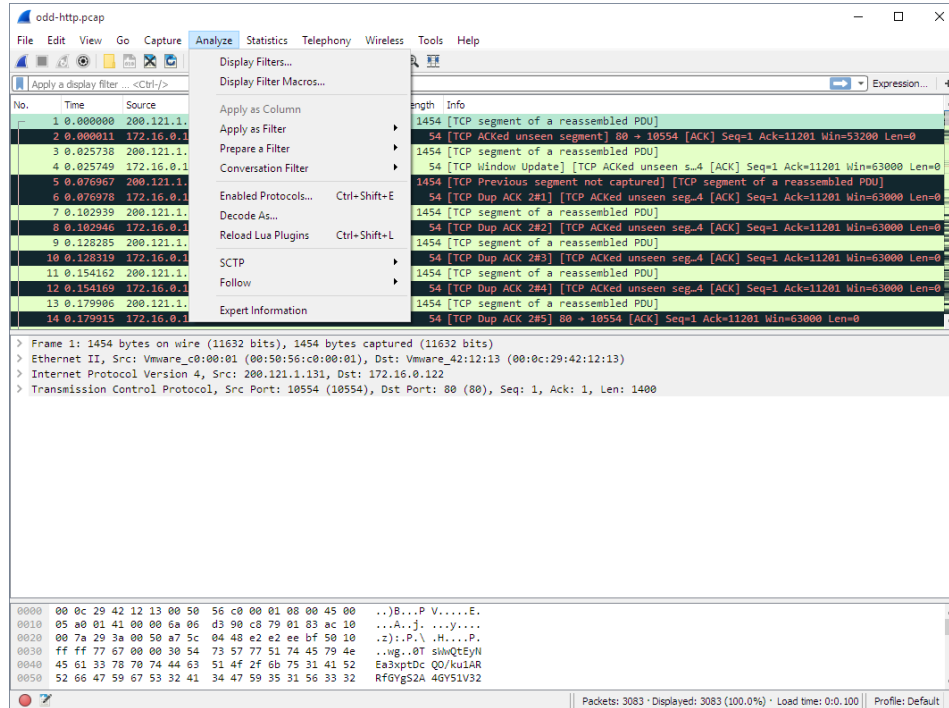 odd-http.pcap
File Edit View Go Capture Analyze Statistics Telephony Wireless Tools Help
Apply a display filter ... <Ctrl-/> Expression...
Display Filters...
Display Filter Macros...
Apply as Column
Apply as Filter
Prepare a Filter
Conversation Filter
Enabled Protocols... Ctrl+Shift+E
Decode As...
Reload Lua Plugins Ctrl+Shift+L
SCTP
Follow
Expert Information
No. Time Source ength Info
1 0.000000 200.121.1. 1454 [TCP segment of a reassembled PDU]
2 0.000011 172.16.0.1 54 [TCP ACKed unseen segment] 80 → 10554 [ACK] Seq=1 Ack=11201 Win=53200 Len=0
3 0.025738 200.121.1. 1454 [TCP segment of a reassembled PDU]
4 0.025749 172.16.0.1 54 [TCP Window Update] [TCP ACKed unseen s…4 [ACK] Seq=1 Ack=11201 Win=63000 Len=0
5 0.076967 200.121.1. 1454 [TCP Previous segment not captured] [TCP segment of a reassembled PDU]
6 0.076978 172.16.0.1 54 [TCP Dup ACK 2#1] [TCP ACKed unseen seg…4 [ACK] Seq=1 Ack=11201 Win=63000 Len=0
7 0.102939 200.121.1. 1454 [TCP segment of a reassembled PDU]
8 0.102946 172.16.0.1 54 [TCP Dup ACK 2#2] [TCP ACKed unseen seg…4 [ACK] Seq=1 Ack=11201 Win=63000 Len=0
9 0.128285 200.121.1. 1454 [TCP segment of a reassembled PDU]
10 0.128319 172.16.0.1 54 [TCP Dup ACK 2#3] [TCP ACKed unseen seg…4 [ACK] Seq=1 Ack=11201 Win=63000 Len=0
11 0.154162 200.121.1. 1454 [TCP segment of a reassembled PDU]
12 0.154169 172.16.0.1 54 [TCP Dup ACK 2#4] [TCP ACKed unseen seg…4 [ACK] Seq=1 Ack=11201 Win=63000 Len=0
13 0.179906 200.121.1. 1454 [TCP segment of a reassembled PDU]
14 0.179915 172.16.0.1 54 [TCP Dup ACK 2#5] 80 → 10554 [ACK] Seq=1 Ack=11201 Win=63000 Len=0
> Frame 1: 1454 bytes on wire (11632 bits), 1454 bytes captured (11632 bits)
> Ethernet II, Src: Vmware_c0:00:01 (00:50:56:c0:00:01), Dst: Vmware_42:12:13 (00:0c:29:42:12:13)
> Internet Protocol Version 4, Src: 200.121.1.131, Dst: 172.16.0.122
> Transmission Control Protocol, Src Port: 10554 (10554), Dst Port: 80 (80), Seq: 1, Ack: 1, Len: 1400
0000 00 0c 29 42 12 13 00 50 56 c0 00 01 08 00 45 00 ..)B...P V.....E.
0010 05 a0 01 41 00 00 6a 06 d3 90 c8 79 01 83 ac 10 ...A..j. ...y....
0020 00 7a 29 3a 00 50 a7 5c 04 48 e2 e2 ee bf 50 10 .z):.P.\ .H....P.
0030 ff ff 77 67 00 00 30 54 73 57 77 51 74 45 79 4e ..wg..0T sWwQtEyN
0040 45 61 33 78 70 74 44 63 51 4f 2f 6b 75 31 41 52 Ea3xptDc QO/ku1AR
0050 52 66 47 59 67 53 32 41 34 47 59 35 31 56 33 32 RfGYgS2A 4GY51V32
Packets: 3083 · Displayed: 3083 (100.0%) · Load time: 0:0.100 Profile: Default